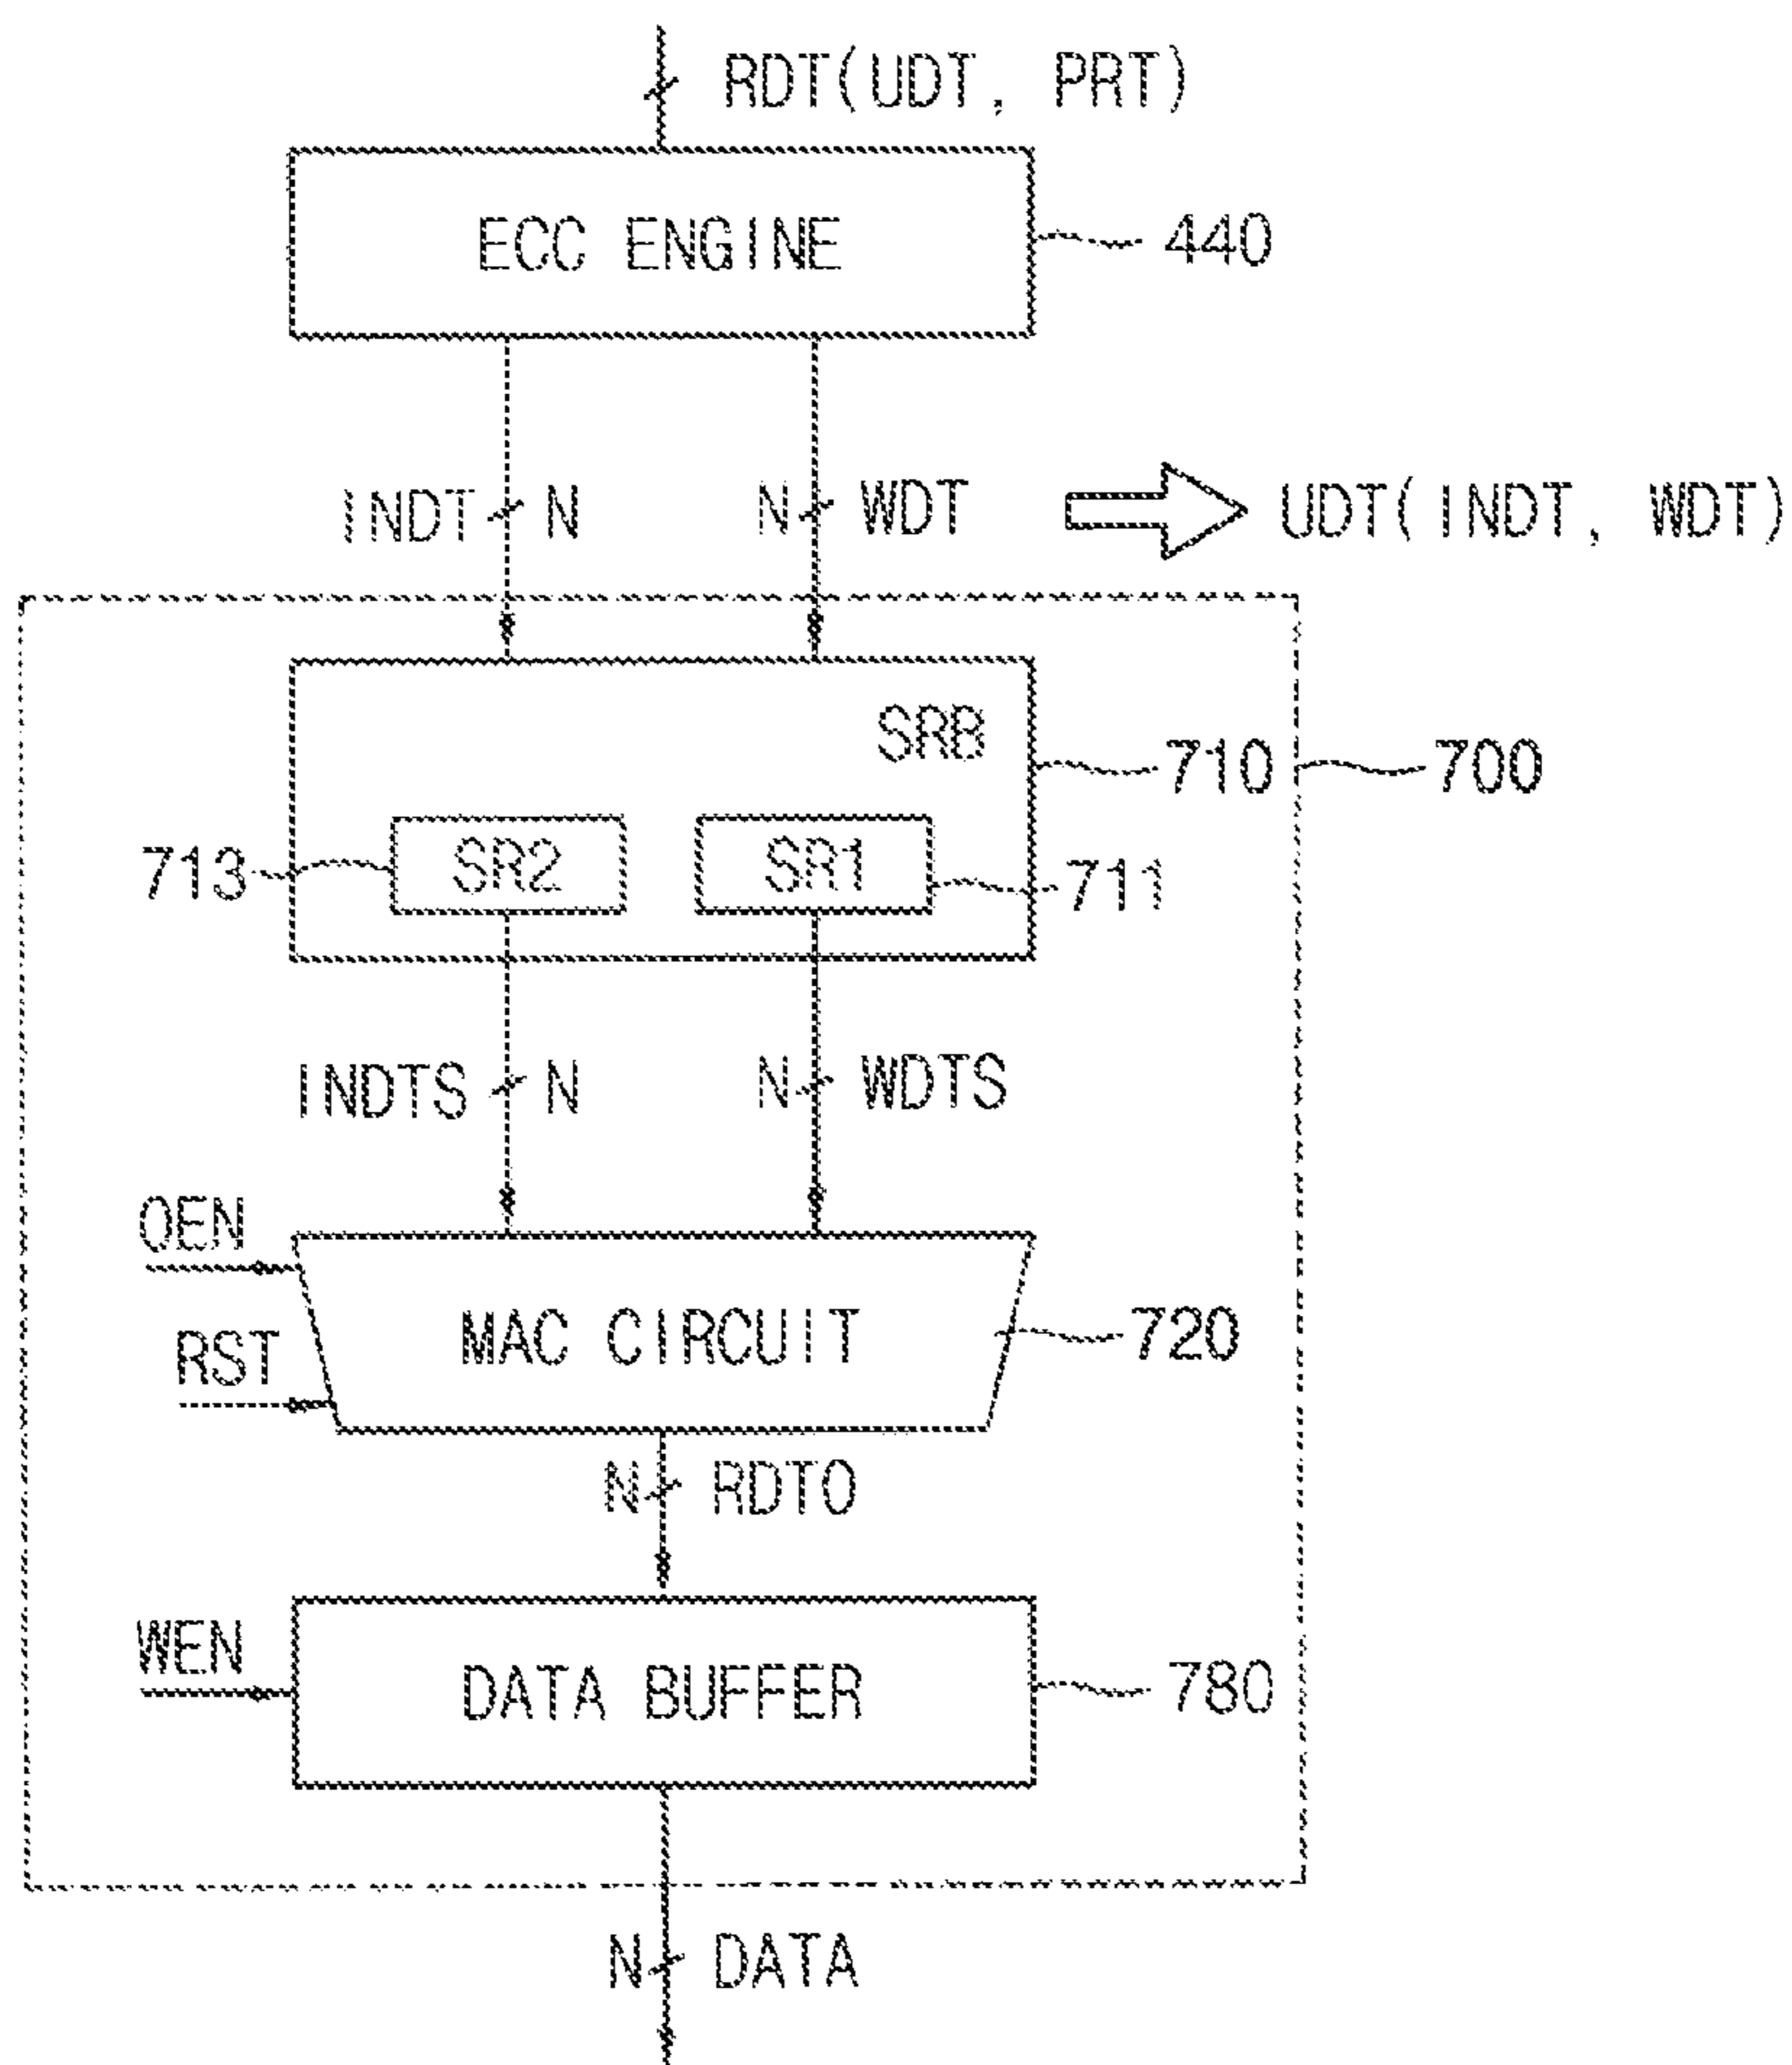 RDT(UDT, PRT)
ECC ENGINE
440
INDT N
N WDT
UDT(INDT, WDT)
SRB
710
700
713
SR2
SR1
711
INDTS N
N WDTS
OEN
RST
MAC CIRCUIT
720
N RDTO
WEN
DATA BUFFER
780
N DATA